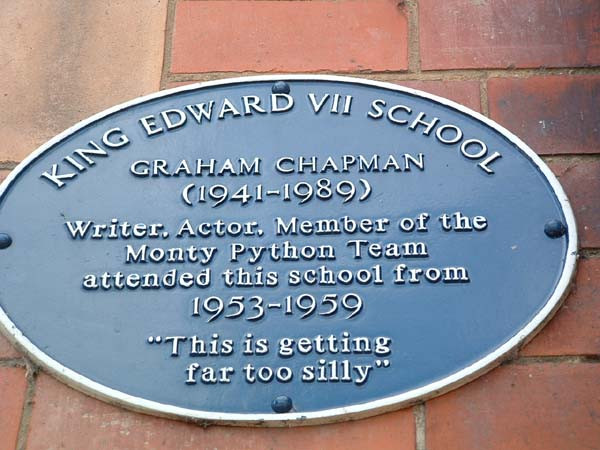 KING EDWARD VII SCHOOL
GRAHAM CHAPMAN
(1941-1989)
Writer. Actor. Member of the
Monty Python Team
attended this school from
1953-1959
"This is getting
far too silly"